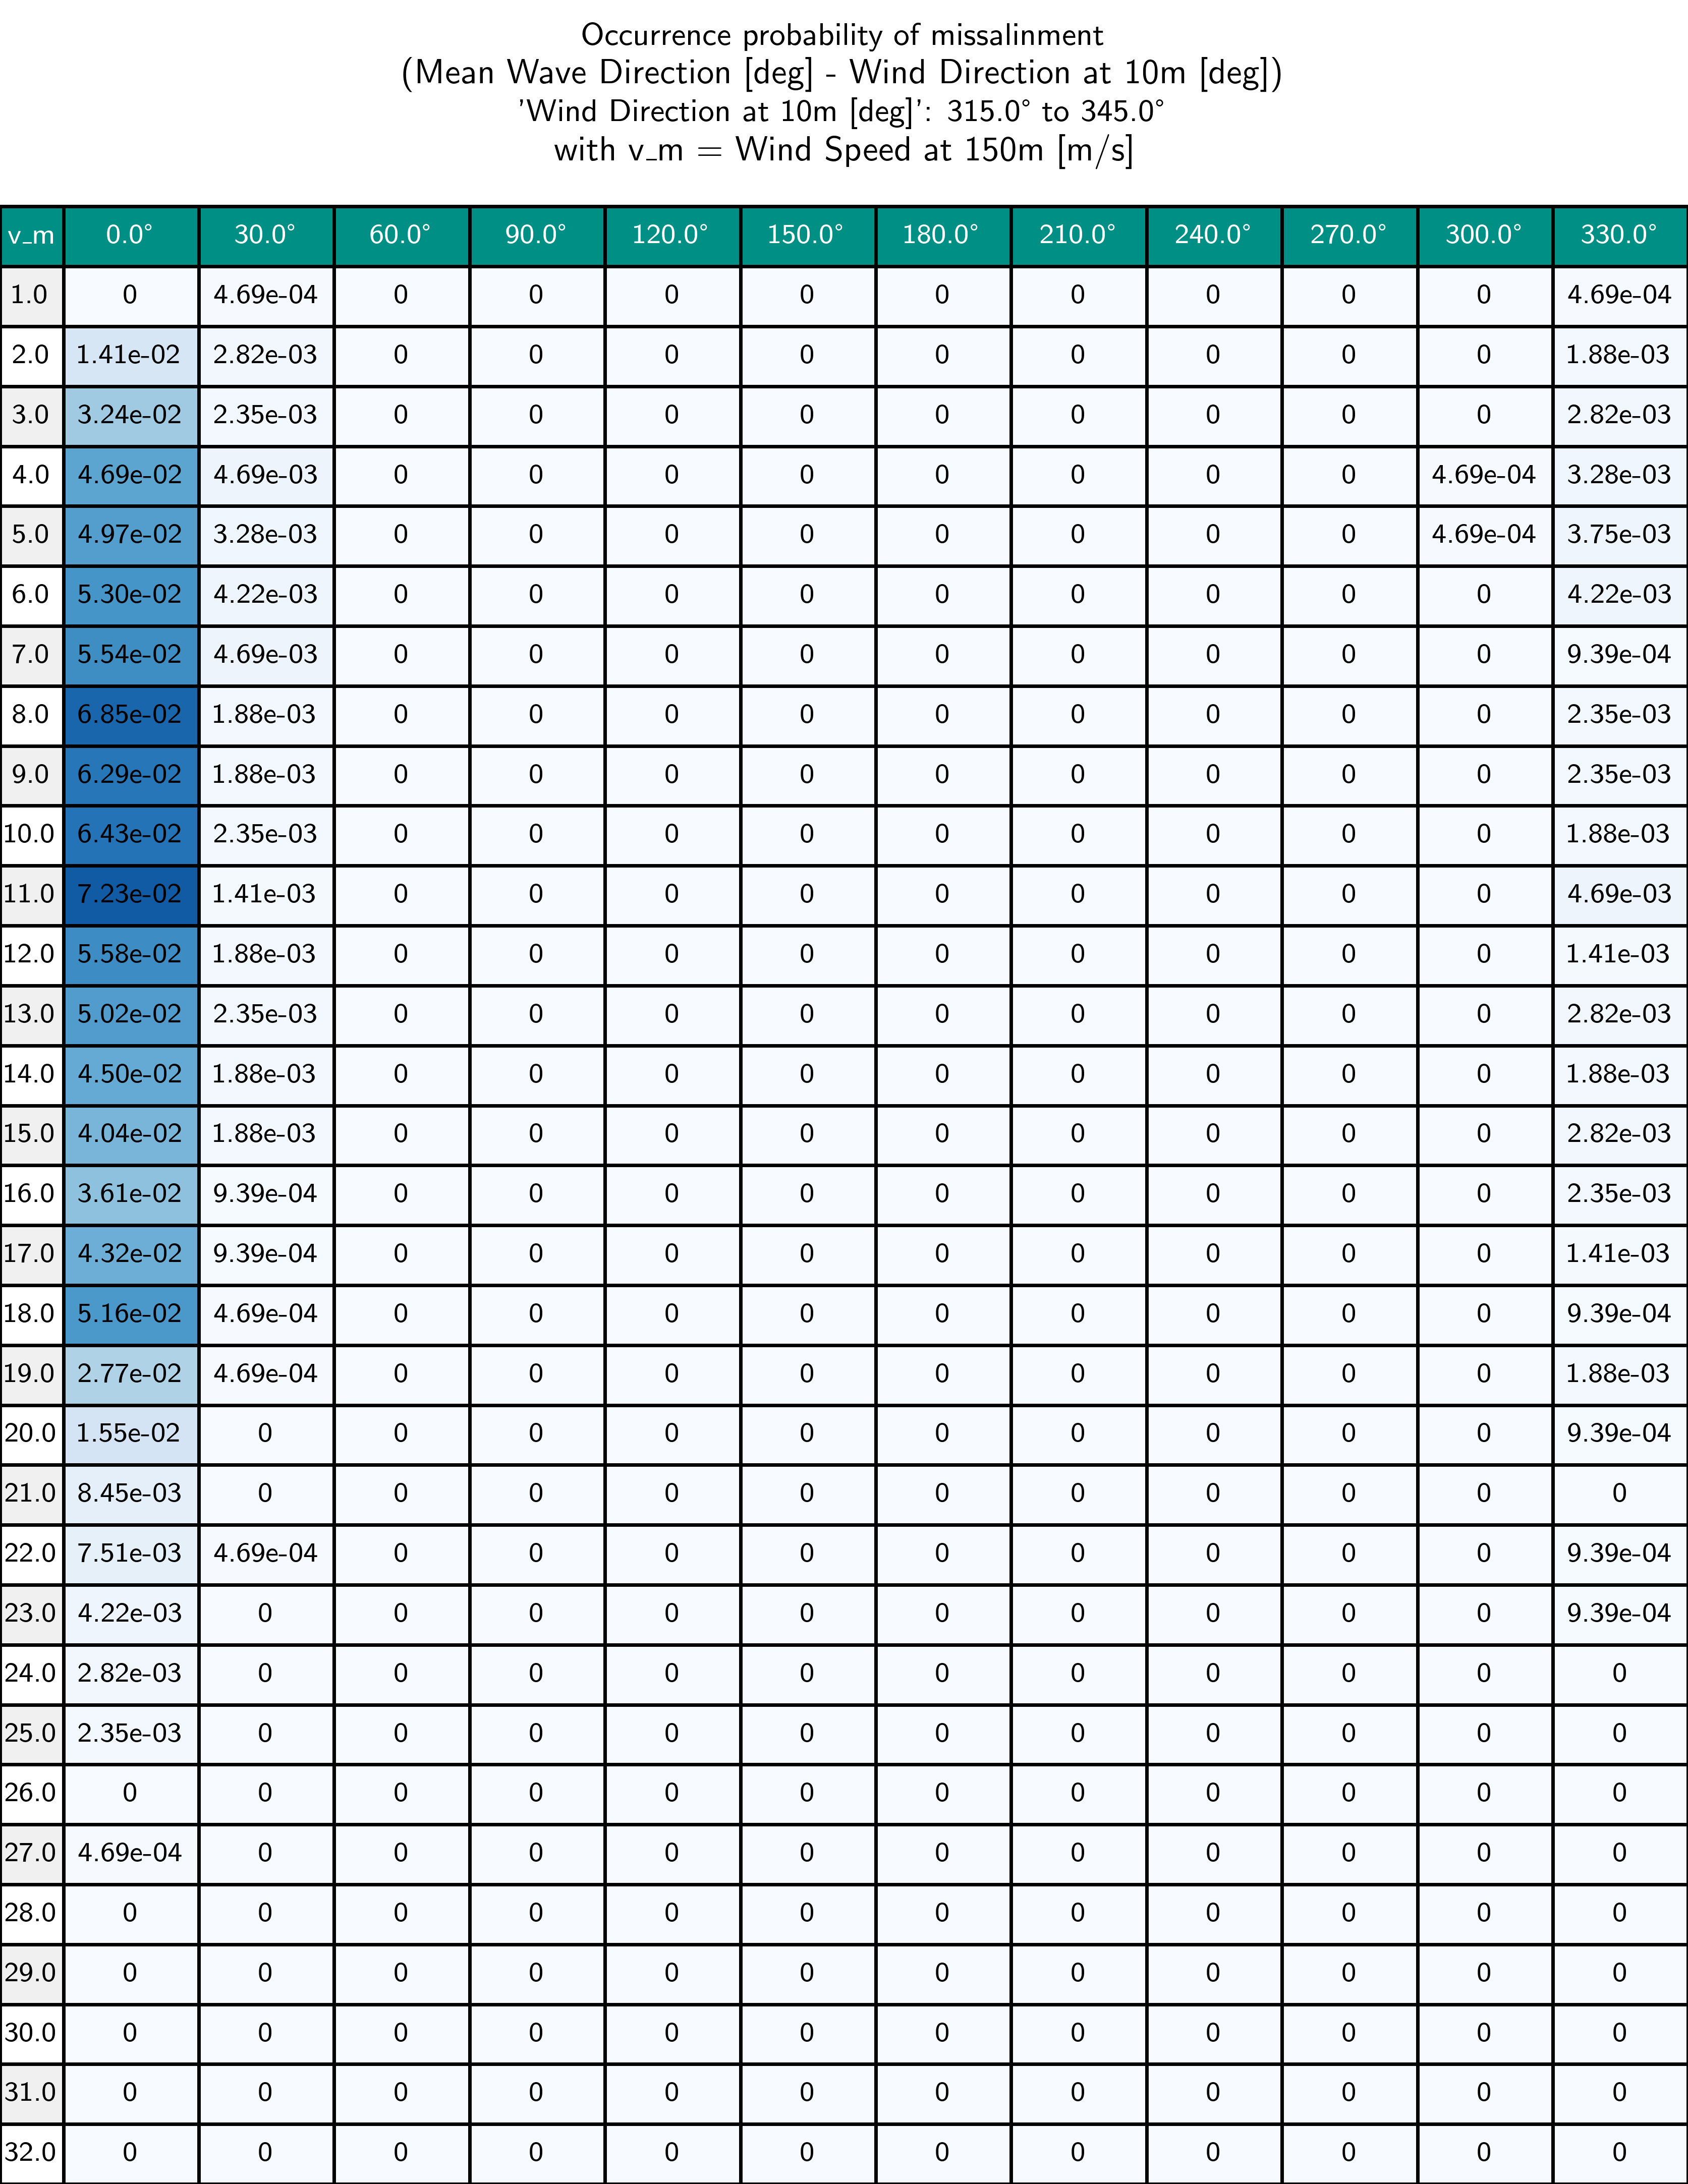 Occurrence probability of missalinment
(Mean Wave Direction [deg] - Wind Direction at 10m [deg])
'Wind Direction at 10m [deg]': 315.0° to 345.0°
with v_m = Wind Speed at 150m [m/s]
v_m 0.0° 30.0° 60.0° 90.0° 120.0° 150.0° 180.0° 210.0° 240.0° 270.0° 300.0° 330.0°
1.0 0 4.69e-04 0 0 0 0 0 0 0 0 0 4.69e-04
2.0 1.41e-02 2.82e-03 0 0 0 0 0 0 0 0 0 1.88e-03
3.0 3.24e-02 2.35e-03 0 0 0 0 0 0 0 0 0 2.82e-03
4.0 4.69e-02 4.69e-03 0 0 0 0 0 0 0 0 4.69e-04 3.28e-03
5.0 4.97e-02 3.28e-03 0 0 0 0 0 0 0 0 4.69e-04 3.75e-03
6.0 5.30e-02 4.22e-03 0 0 0 0 0 0 0 0 0 4.22e-03
7.0 5.54e-02 4.69e-03 0 0 0 0 0 0 0 0 0 9.39e-04
8.0 6.85e-02 1.88e-03 0 0 0 0 0 0 0 0 0 2.35e-03
9.0 6.29e-02 1.88e-03 0 0 0 0 0 0 0 0 0 2.35e-03
10.0 6.43e-02 2.35e-03 0 0 0 0 0 0 0 0 0 1.88e-03
11.0 7.23e-02 1.41e-03 0 0 0 0 0 0 0 0 0 4.69e-03
12.0 5.58e-02 1.88e-03 0 0 0 0 0 0 0 0 0 1.41e-03
13.0 5.02e-02 2.35e-03 0 0 0 0 0 0 0 0 0 2.82e-03
14.0 4.50e-02 1.88e-03 0 0 0 0 0 0 0 0 0 1.88e-03
15.0 4.04e-02 1.88e-03 0 0 0 0 0 0 0 0 0 2.82e-03
16.0 3.61e-02 9.39e-04 0 0 0 0 0 0 0 0 0 2.35e-03
17.0 4.32e-02 9.39e-04 0 0 0 0 0 0 0 0 0 1.41e-03
18.0 5.16e-02 4.69e-04 0 0 0 0 0 0 0 0 0 9.39e-04
19.0 2.77e-02 4.69e-04 0 0 0 0 0 0 0 0 0 1.88e-03
20.0 1.55e-02 0 0 0 0 0 0 0 0 0 0 9.39e-04
21.0 8.45e-03 0 0 0 0 0 0 0 0 0 0 0
22.0 7.51e-03 4.69e-04 0 0 0 0 0 0 0 0 0 9.39e-04
23.0 4.22e-03 0 0 0 0 0 0 0 0 0 0 9.39e-04
24.0 2.82e-03 0 0 0 0 0 0 0 0 0 0 0
25.0 2.35e-03 0 0 0 0 0 0 0 0 0 0 0
26.0 0 0 0 0 0 0 0 0 0 0 0 0
27.0 4.69e-04 0 0 0 0 0 0 0 0 0 0 0
28.0 0 0 0 0 0 0 0 0 0 0 0 0
29.0 0 0 0 0 0 0 0 0 0 0 0 0
30.0 0 0 0 0 0 0 0 0 0 0 0 0
31.0 0 0 0 0 0 0 0 0 0 0 0 0
32.0 0 0 0 0 0 0 0 0 0 0 0 0